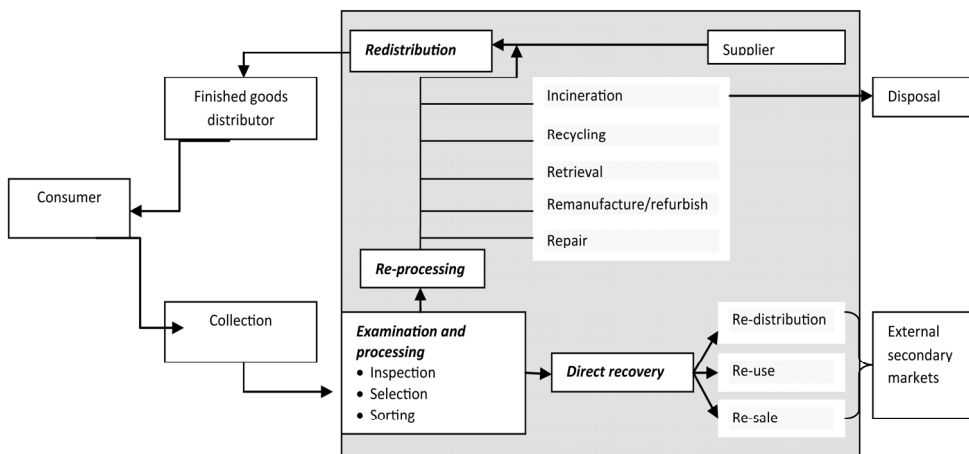 Redistribution
Supplier
Finished goods
distributor
Incineration
Disposal
Recycling
Retrieval
Consumer
Remanufacture/refurbish
Repair
Re-processing
Collection
Examination and
processing
• Inspection
• Selection
• Sorting
Direct recovery
Re-distribution
Re-use
Re-sale
External
secondary
markets